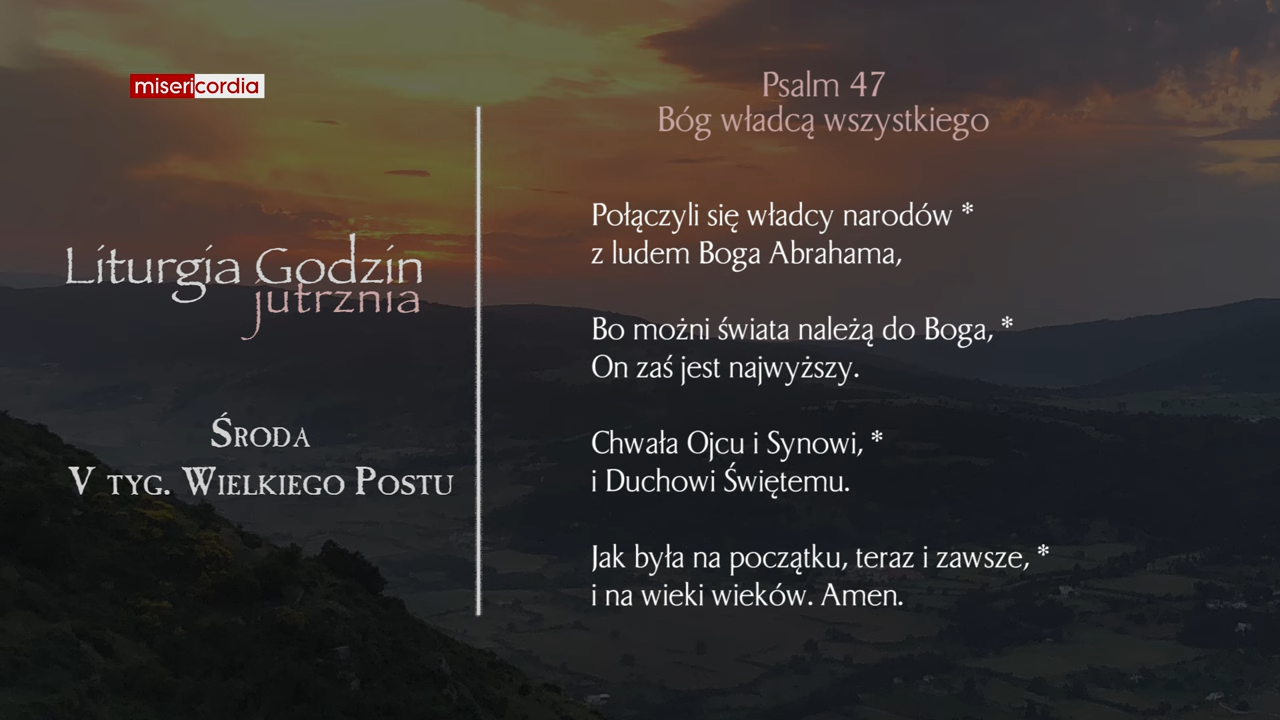 misericordia
Liturgia Godzin
jutrznia
Środa
V tyg. Wielkiego Postu
Psalm 47
Bóg władcą wszystkiego
Połączyli się władcy narodów *
z ludem Boga Abrahama,
Bo możni świata należą do Boga, *
On zaś jest najwyższy.
Chwała Ojcu i Synowi, *
i Duchowi Świętemu.
Jak była na początku, teraz i zawsze, *
i na wieki wieków. Amen.